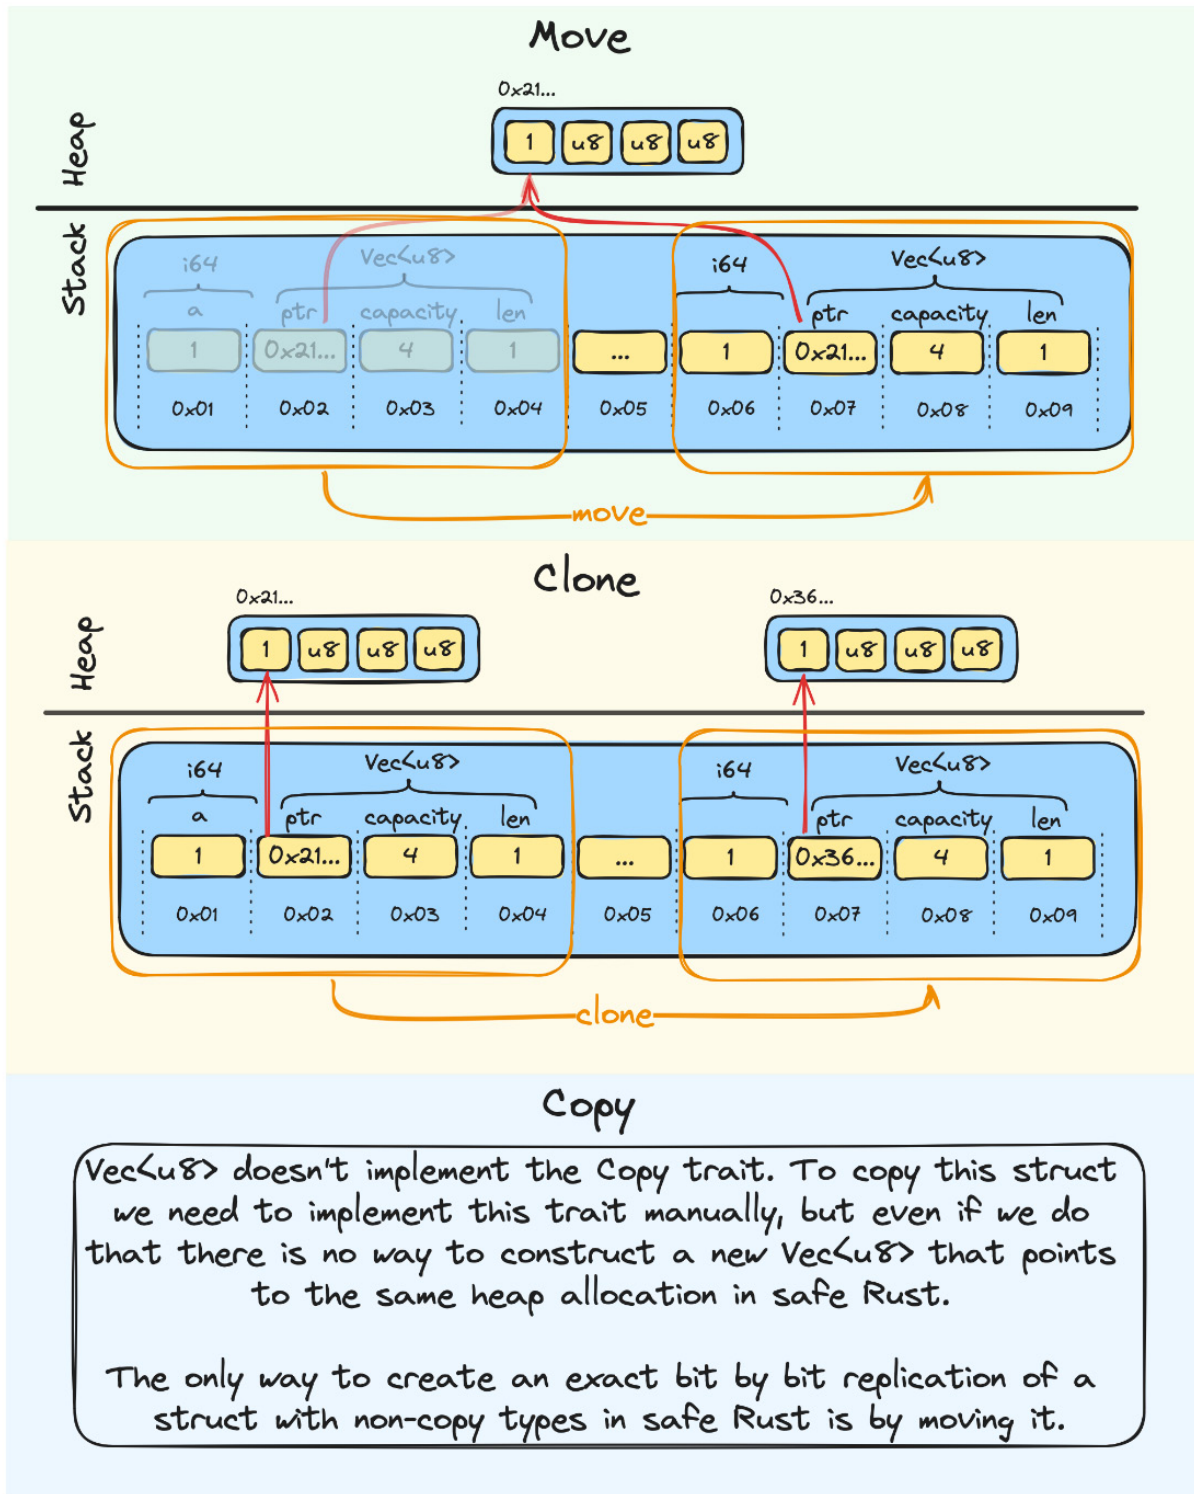 Move
0x21...
Heap
1 u8 u8 u8
Stack
i64 Vec<u8> i64 Vec<u8>
a ptr capacity len ptr capacity len
1 0x21... 4 1 ... 1 0x21... 4 1
0x01 0x02 0x03 0x04 0x05 0x06 0x07 0x08 0x09
move
Clone
0x21... 0x36...
Heap
1 u8 u8 u8 1 u8 u8 u8
Stack
i64 Vec<u8> i64 Vec<u8>
a ptr capacity len ptr capacity len
1 0x21... 4 1 ... 1 0x36... 4 1
0x01 0x02 0x03 0x04 0x05 0x06 0x07 0x08 0x09
clone
Copy
Vec<u8> doesn't implement the Copy trait. To copy this struct
we need to implement this trait manually, but even if we do
that there is no way to construct a new Vec<u8> that points
to the same heap allocation in safe Rust.
The only way to create an exact bit by bit replication of a
struct with non-copy types in safe Rust is by moving it.